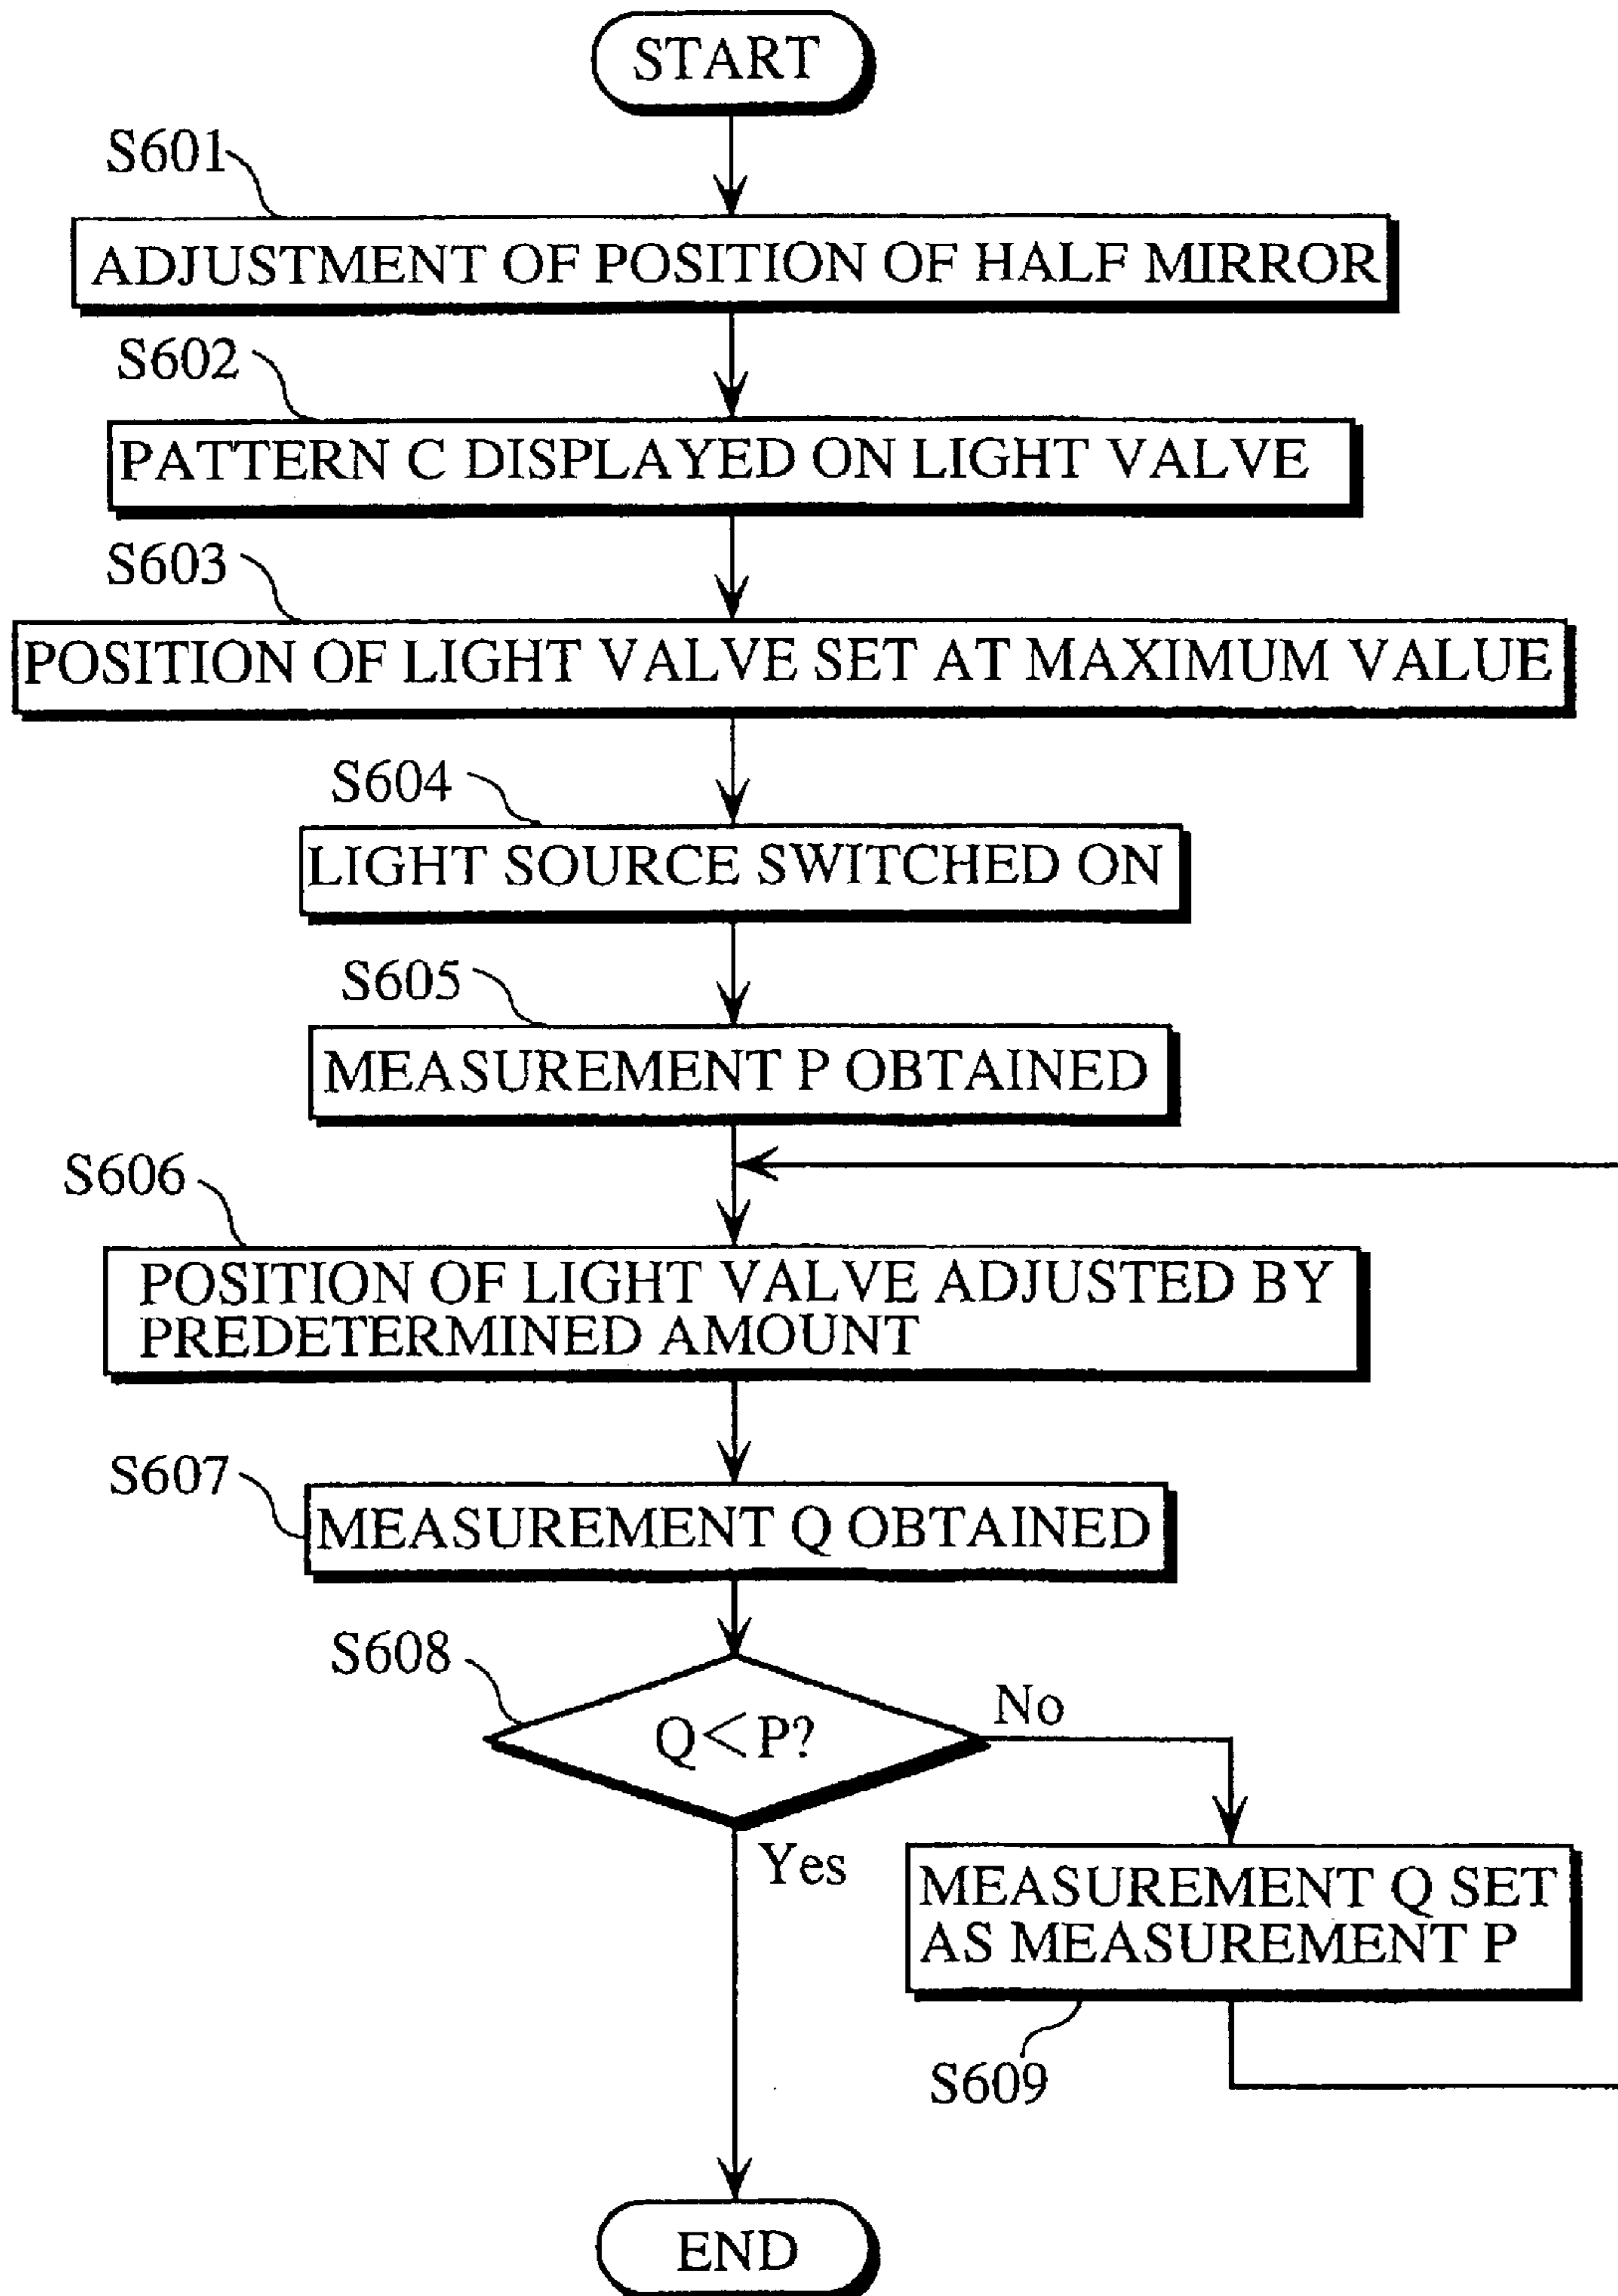 START
S601
ADJUSTMENT OF POSITION OF HALF MIRROR
S602
PATTERN C DISPLAYED ON LIGHT VALVE
S603
POSITION OF LIGHT VALVE SET AT MAXIMUM VALUE
S604
LIGHT SOURCE SWITCHED ON
S605
MEASUREMENT P OBTAINED
S606
POSITION OF LIGHT VALVE ADJUSTED BY
PREDETERMINED AMOUNT
S607
MEASUREMENT Q OBTAINED
S608
Q<P?
No
Yes
MEASUREMENT Q SET
AS MEASUREMENT P
S609
END